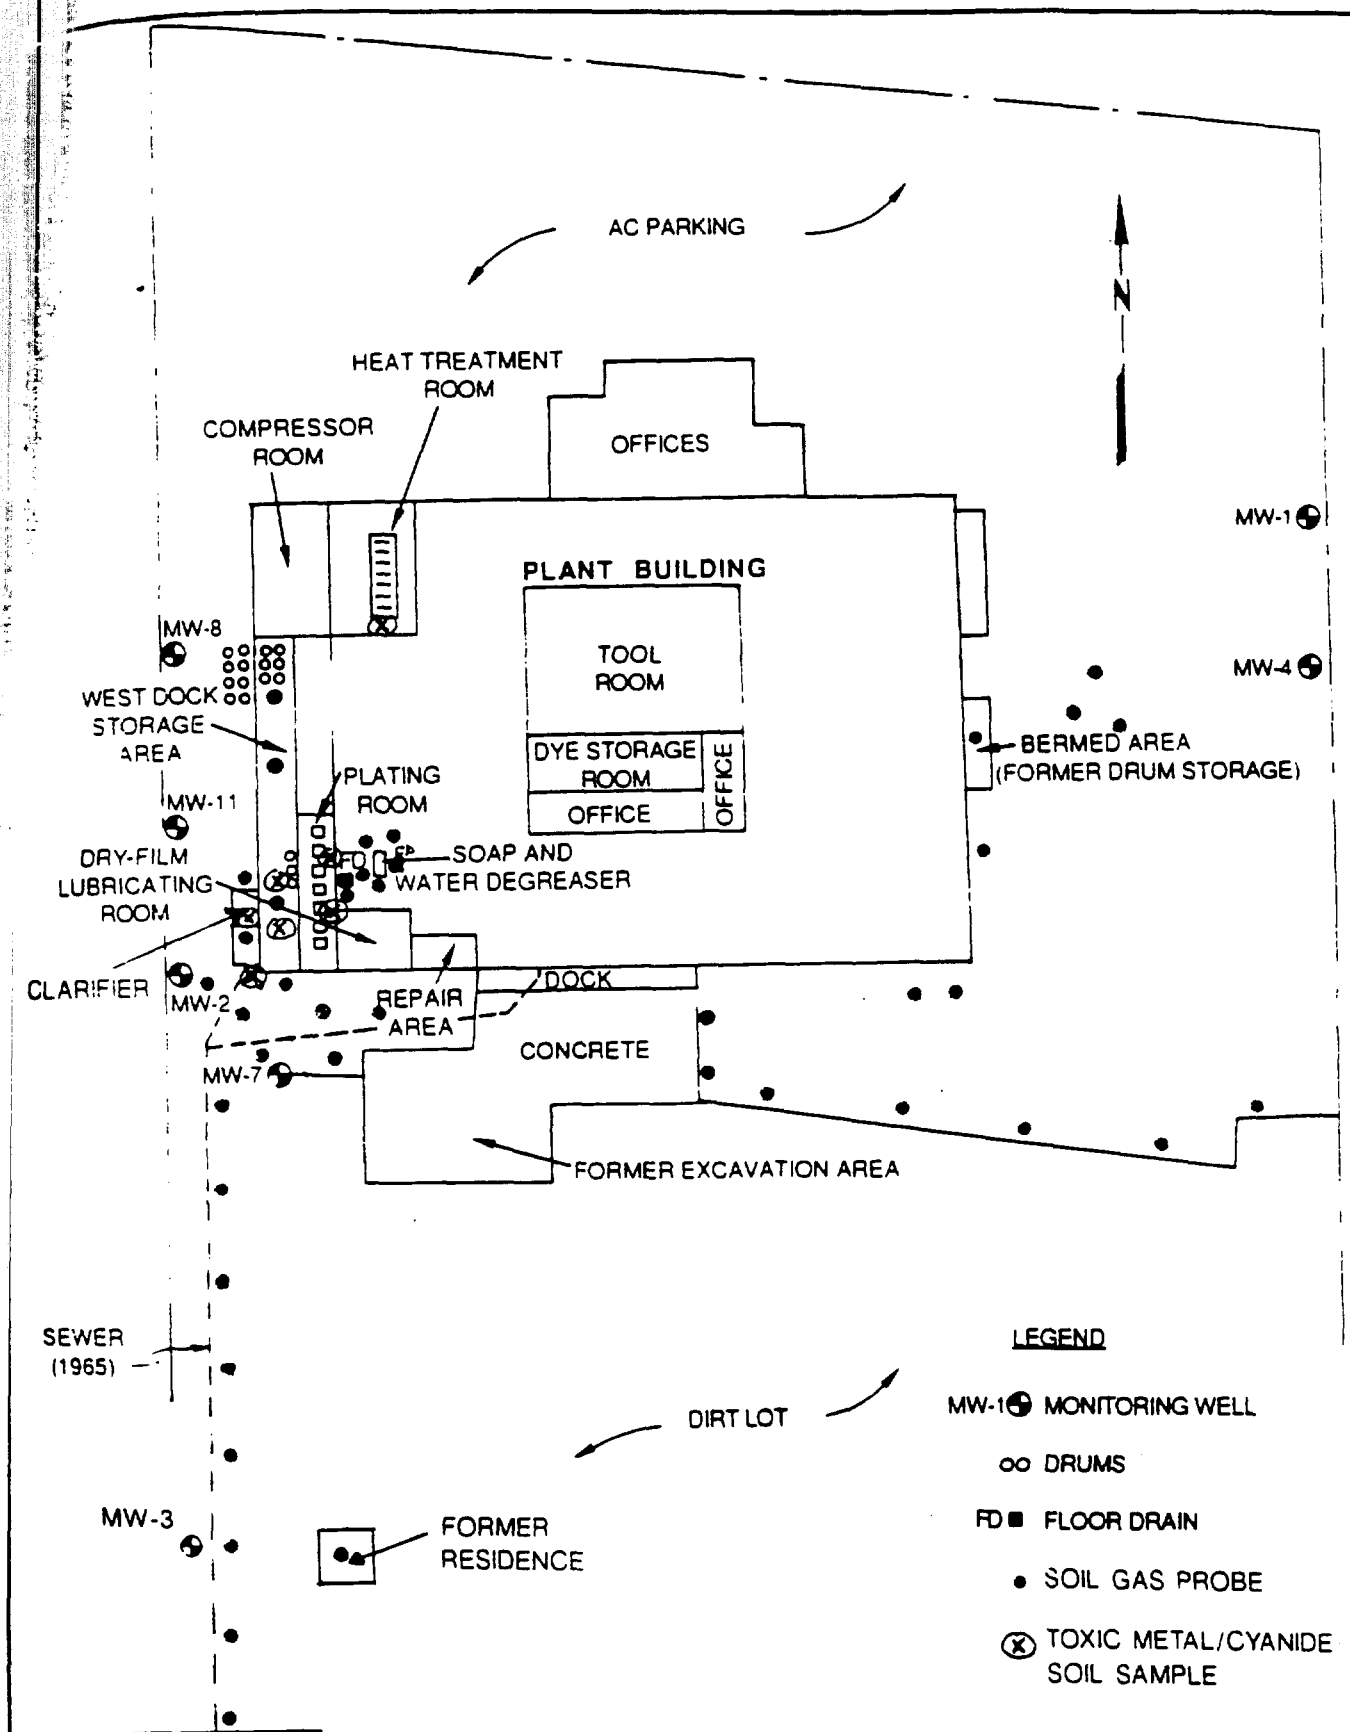 AC PARKING
N
HEAT TREATMENT
ROOM
COMPRESSOR
ROOM
OFFICES
MW-1
PLANT BUILDING
MW-8
TOOL
ROOM
MW-4
WEST DOCK
STORAGE
AREA
DYE STORAGE
ROOM
OFFICE
OFFICE
BERMED AREA
(FORMER DRUM STORAGE)
PLATING
ROOM
MW-11
DRY-FILM
LUBRICATING
ROOM
FD
SOAP AND
WATER DEGREASER
CLARIFIER
MW-2
REPAIR
AREA
DOCK
CONCRETE
MW-7
FORMER EXCAVATION AREA
SEWER
(1965)
DIRT LOT
MW-3
FORMER
RESIDENCE
LEGEND
MW-1 MONITORING WELL
DRUMS
FD FLOOR DRAIN
SOIL GAS PROBE
TOXIC METAL/CYANIDE
SOIL SAMPLE